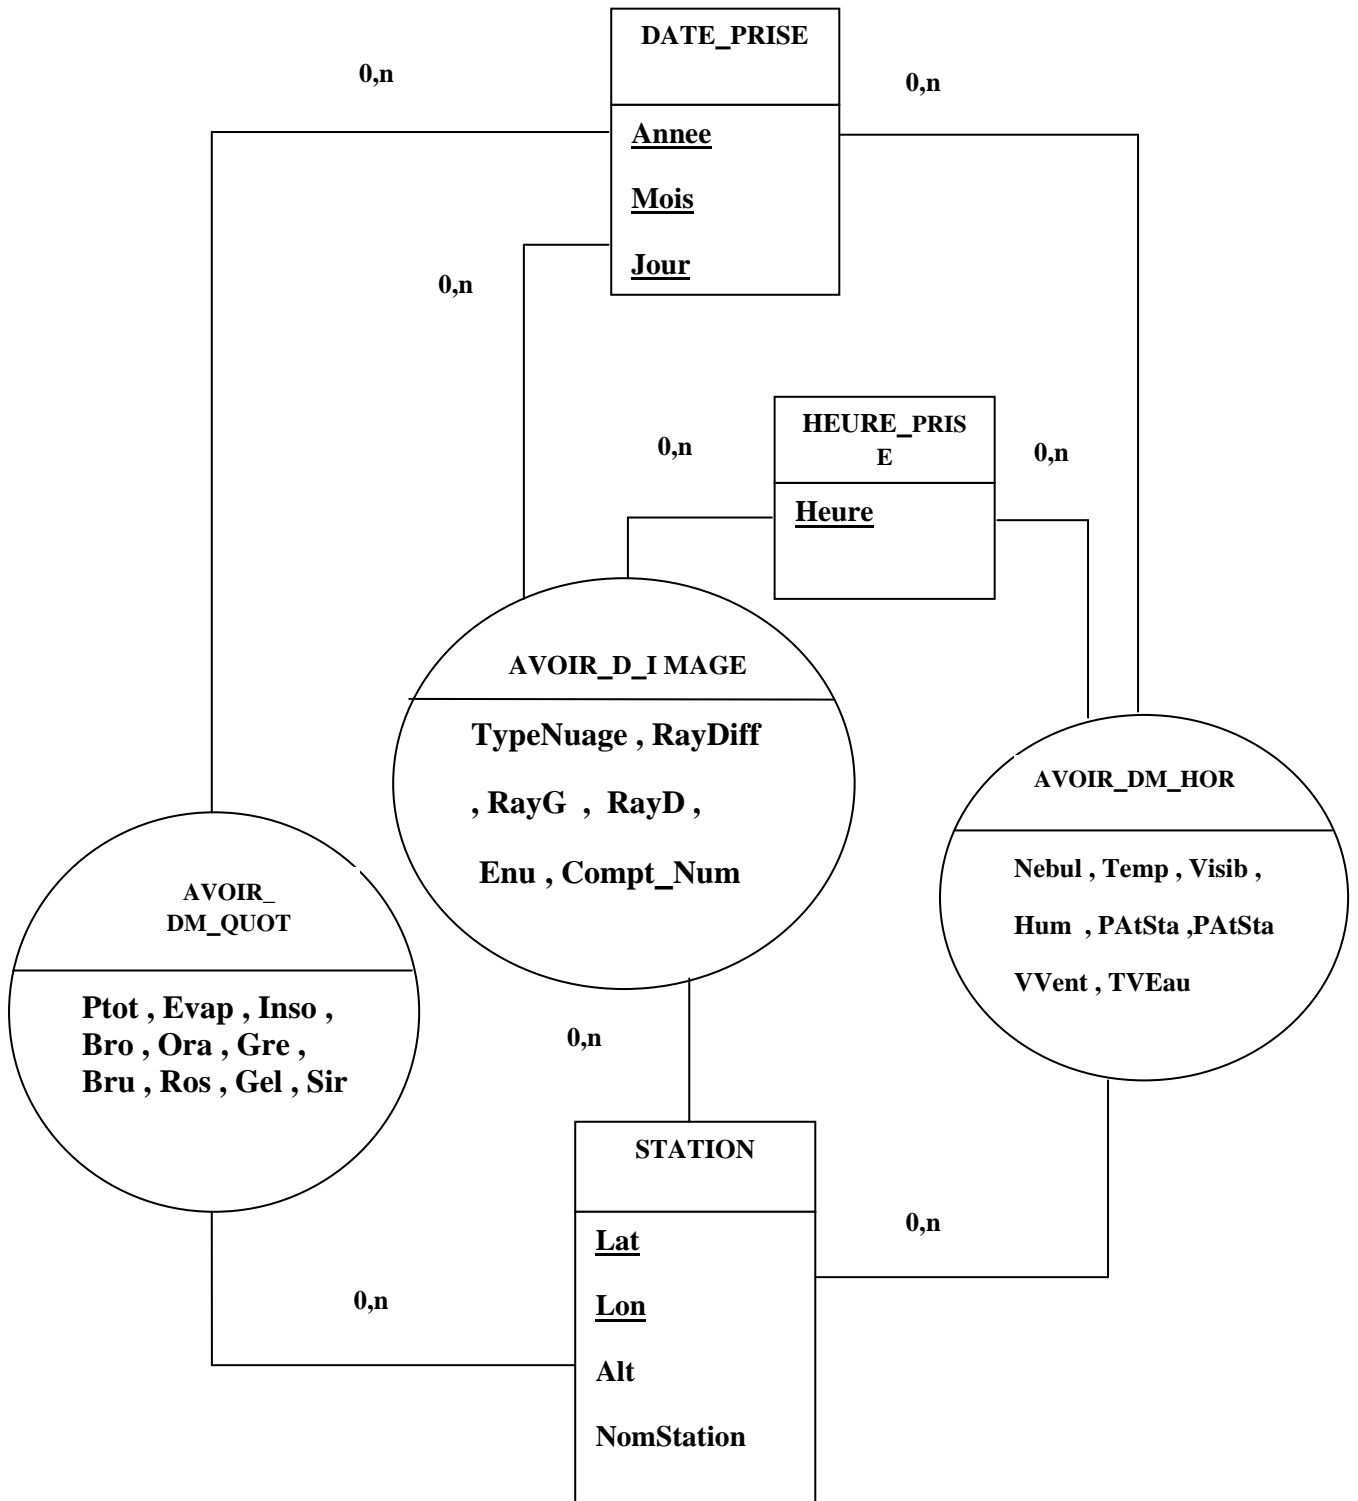 DATE_PRISE
0,n
0,n
Annee
Mois
Jour
0,n
HEURE_PRIS
E
0,n
0,n
Heure
AVOIR_D_I MAGE
TypeNuage , RayDiff
, RayG , RayD ,
Enu , Compt_Num
AVOIR_DM_HOR
Nebul , Temp , Visib ,
Hum , PAtSta ,PAtSta
VVent , TVEau
AVOIR_
DM_QUOT
Ptot , Evap , Inso ,
Bro , Ora , Gre ,
Bru , Ros , Gel , Sir
0,n
STATION
0,n
Lat
Lon
0,n
Alt
NomStation